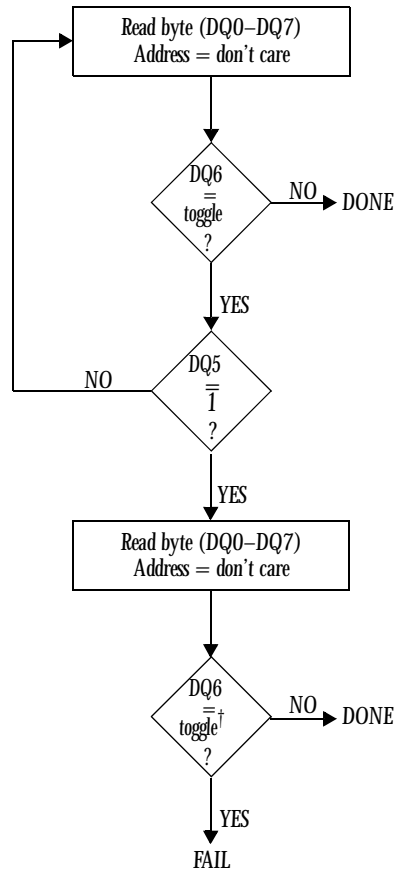 Read byte (DQ0–DQ7)
Address = don't care
DQ6
=
toggle
?
NO
DONE
YES
DQ5
=
1
?
NO
YES
Read byte (DQ0–DQ7)
Address = don't care
DQ6
=
toggle†
?
NO
DONE
YES
FAIL